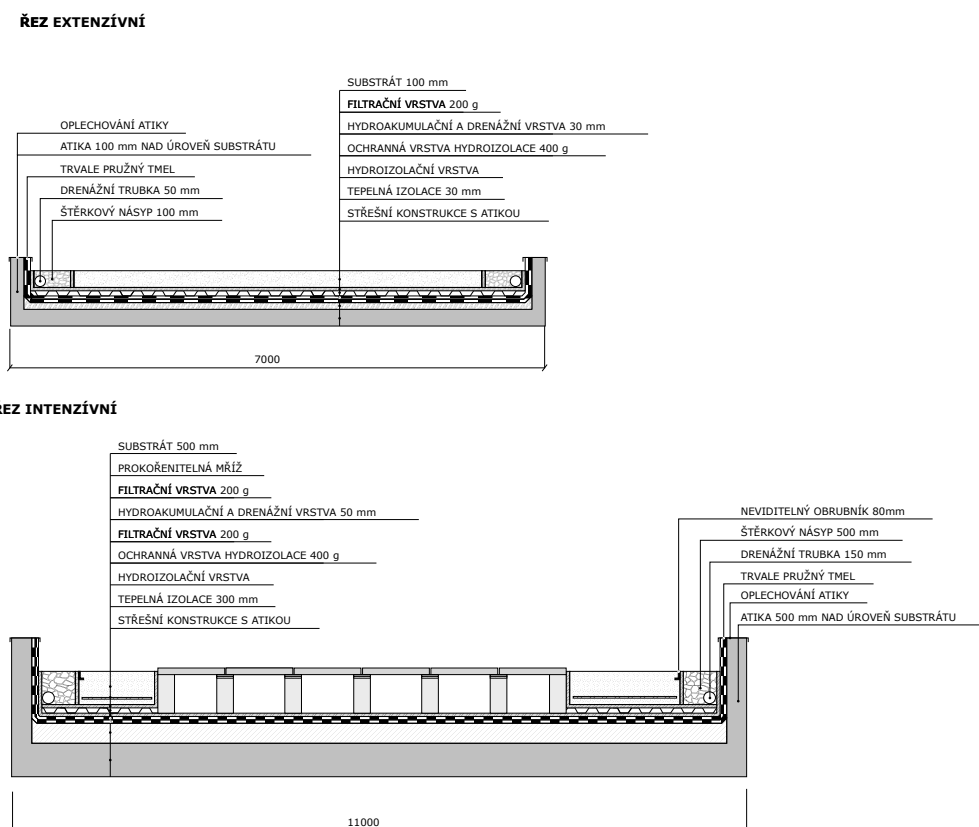 ŘEZ EXTENZÍVNÍ
SUBSTRÁT 100 mm
FILTRAČNÍ VRSTVA 200 g
HYDROAKUMULAČNÍ A DRENÁŽNÍ VRSTVA 30 mm
OCHRANNÁ VRSTVA HYDROIZOLACE 400 g
HYDROIZOLAČNÍ VRSTVA
TEPELNÁ IZOLACE 30 mm
STŘEŠNÍ KONSTRUKCE S ATIKOU
OPLECHOVÁNÍ ATIKY
ATIKA 100 mm NAD ÚROVEŇ SUBSTRÁTU
TRVALE PRUŽNÝ TMEL
DRENÁŽNÍ TRUBKA 50 mm
ŠTĚRKOVÝ NÁSYP 100 mm
7000
ŘEZ INTENZÍVNÍ
SUBSTRÁT 500 mm
PROKOŘENITELNÁ MŘÍŽ
FILTRAČNÍ VRSTVA 200 g
HYDROAKUMULAČNÍ A DRENÁŽNÍ VRSTVA 50 mm
FILTRAČNÍ VRSTVA 200 g
OCHRANNÁ VRSTVA HYDROIZOLACE 400 g
HYDROIZOLAČNÍ VRSTVA
TEPELNÁ IZOLACE 300 mm
STŘEŠNÍ KONSTRUKCE S ATIKOU
NEVIDITELNÝ OBRUBNÍK 80mm
ŠTĚRKOVÝ NÁSYP 500 mm
DRENÁŽNÍ TRUBKA 150 mm
TRVALE PRUŽNÝ TMEL
OPLECHOVÁNÍ ATIKY
ATIKA 500 mm NAD ÚROVEŇ SUBSTRÁTU
11000